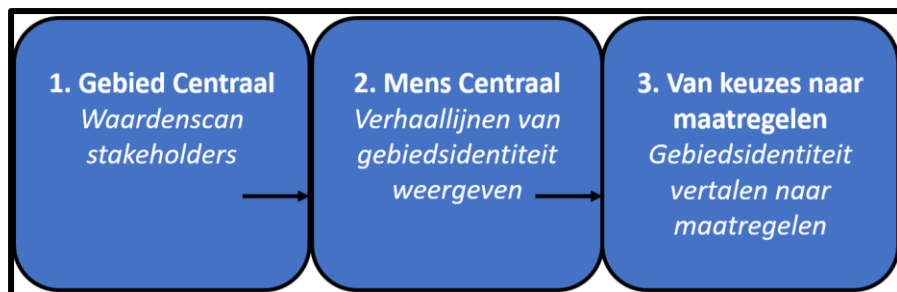 1. Gebied Centraal
Waardenscan
stakeholders
2. Mens Centraal
Verhaallijnen van
gebiedsidentiteit
weergeven
3. Van keuzes naar
maatregelen
Gebiedsidentiteit
vertalen naar
maatregelen